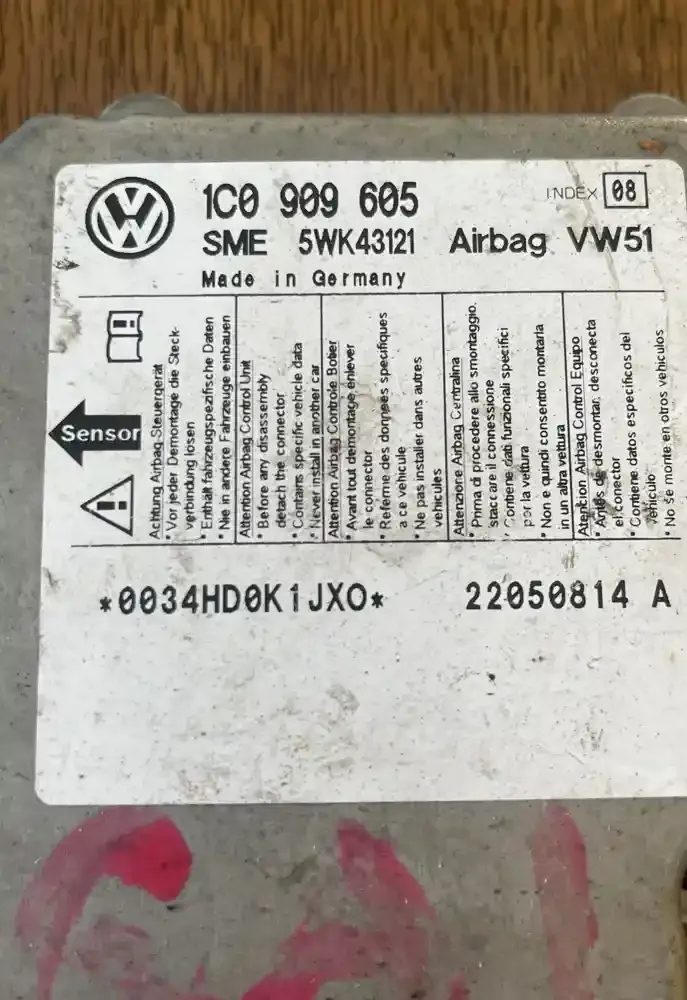 1C0 909 605
INDEX 08
SME 5WK43121 Airbag VW51
Made in Germany
Sensor
Achtung Airbag-Steuergerät
• Vor jeder Demontage die Steck-
verbindung lösen
• Enthält fahrzeugspezifische Daten
• Nie in andere Fahrzeuge einbauen
Attention Airbag Control Unit
• Before any disassembly
detach the connector
• Contains specific vehicle data
• Never install in another car
Attention Airbag Controle Boîtier
• Avant tout demontage enlever
le connector
• Referme des donnees specifiques
a ce vehicule
• Ne pas installer dans autres
vehicules
Attenzione Airbag Centralina
• Prima di procedere allo smontaggio.
staccare il connessione
• Contiene dati funzionali specifici
per la vettura
• Non e quindi consentito montarla
in un altra vettura
Atencion Airbag Control Equipo
• Antes de desmontar, desconecta
el conector
• Contiene datos especificos del
vehiculo
• No se monte en otros vehiculos
*0034HD0K1JXO*
22050814 A